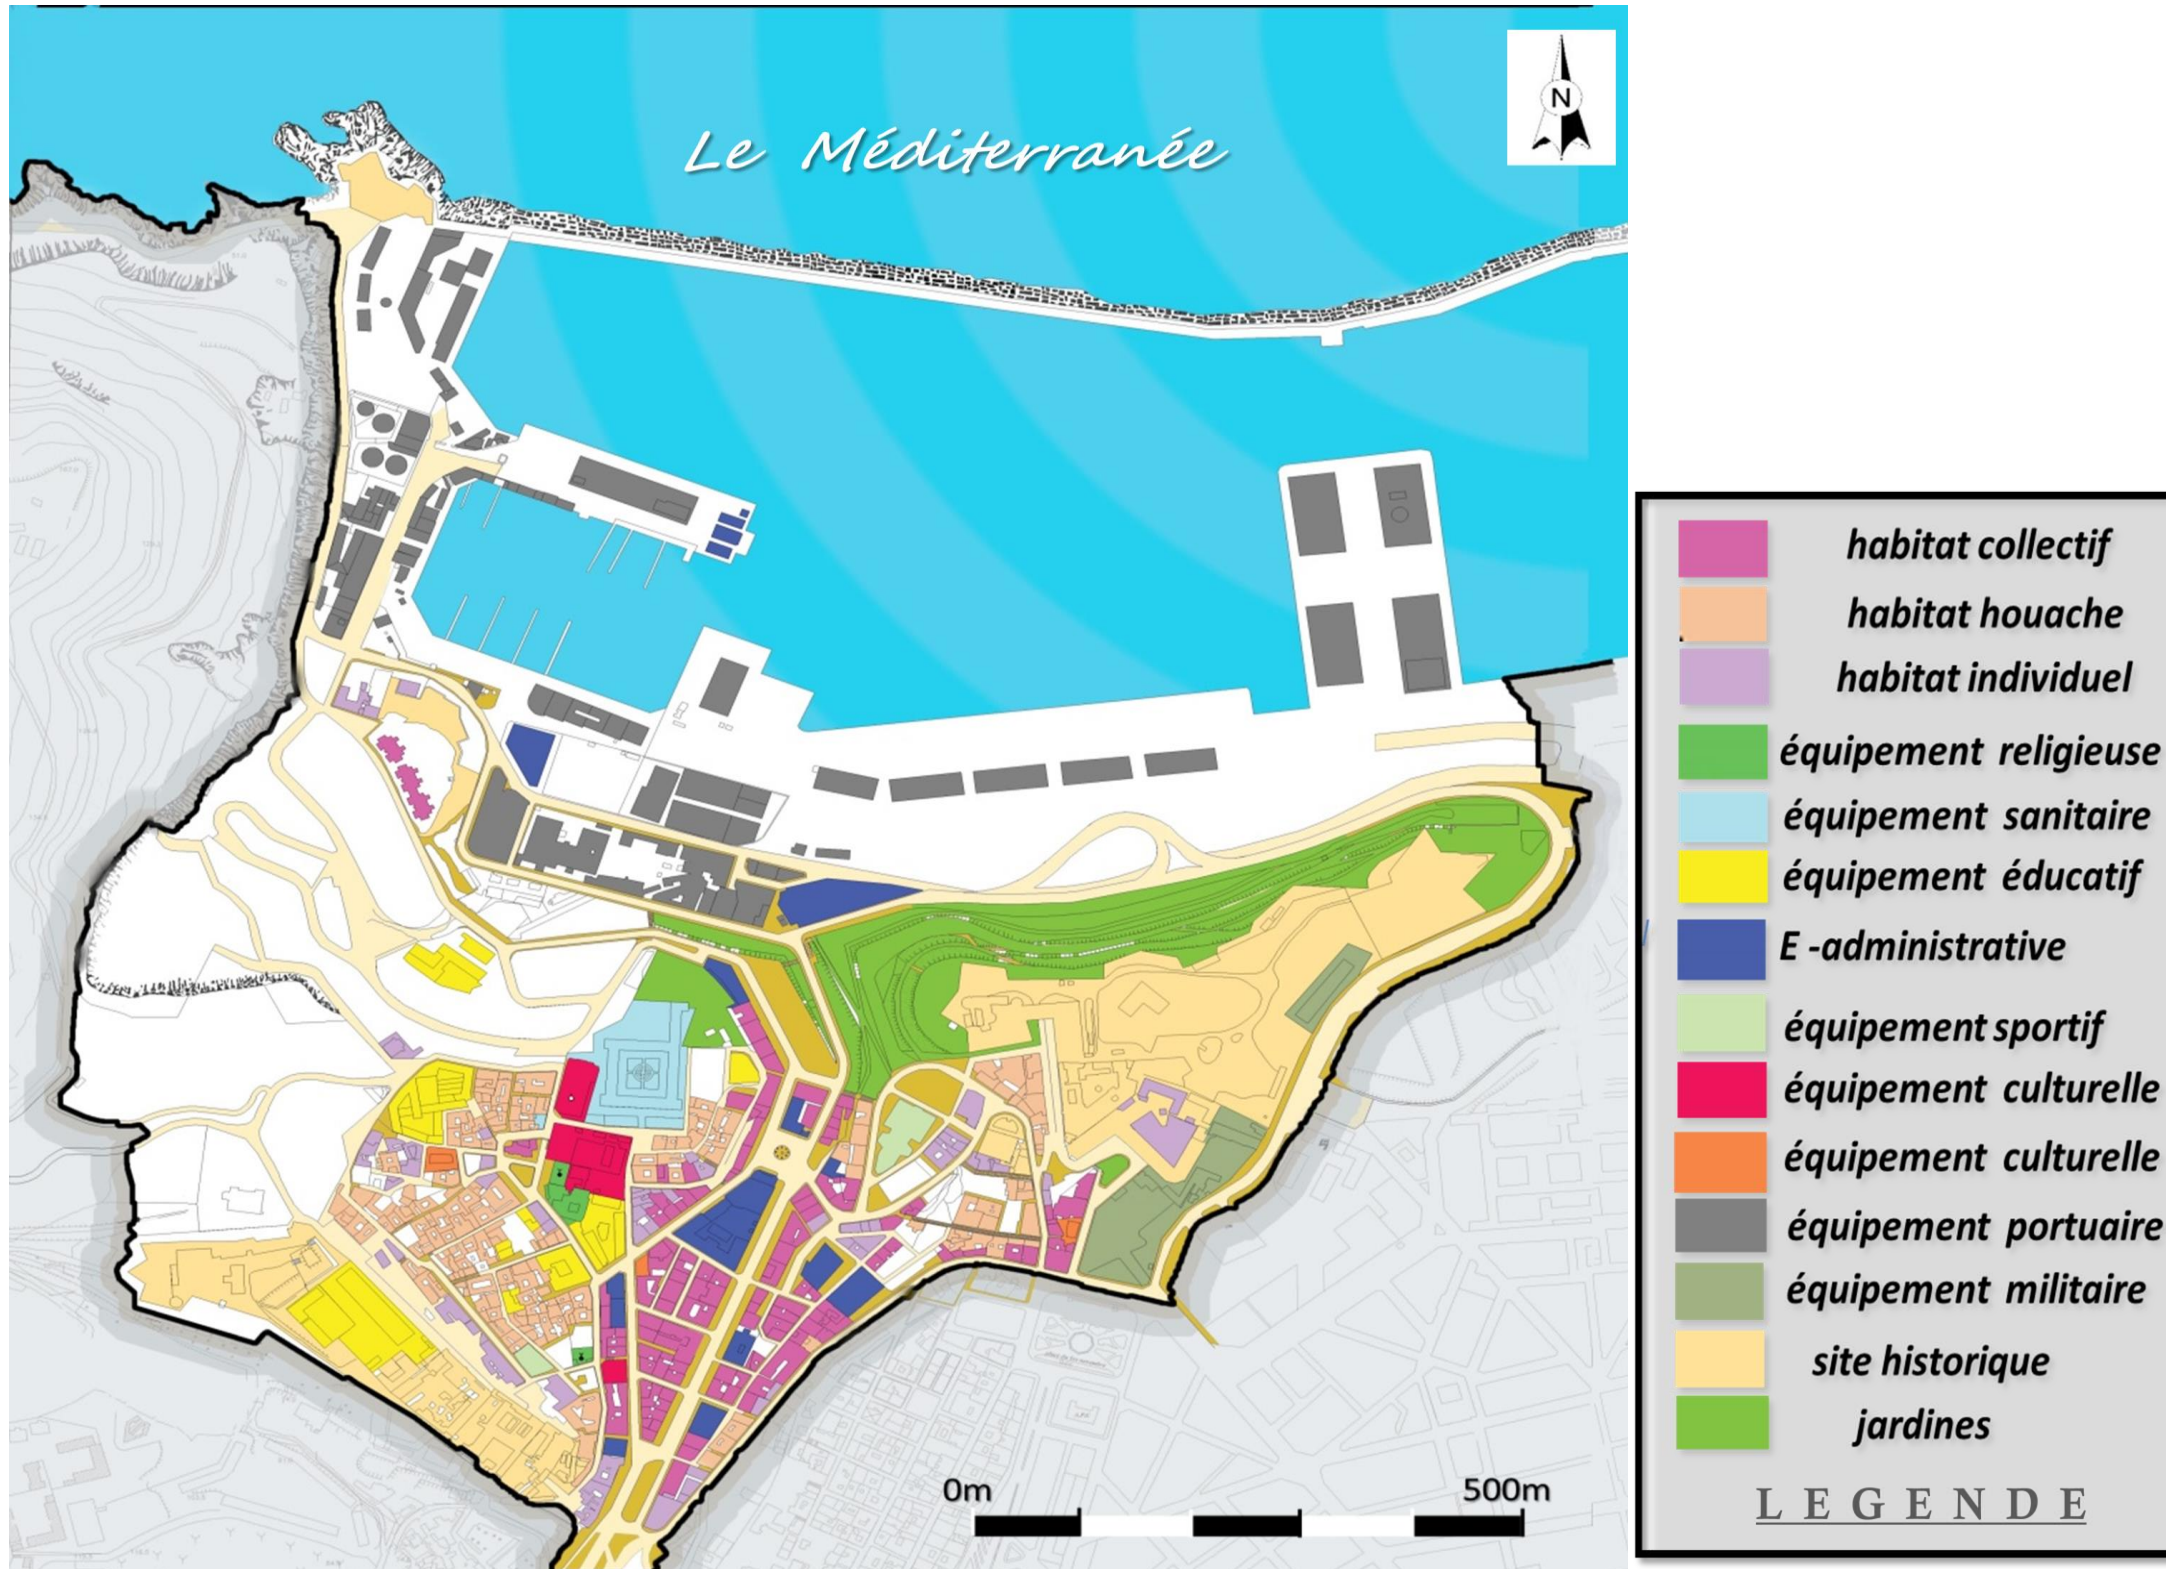 Le Méditerranée
N
0m
500m
habitat collectif
habitat houache
habitat individuel
équipement religieuse
équipement sanitaire
équipement éducatif
E -administrative
équipement sportif
équipement culturelle
équipement culturelle
équipement portuaire
équipement militaire
site historique
jardines
LEGENDE